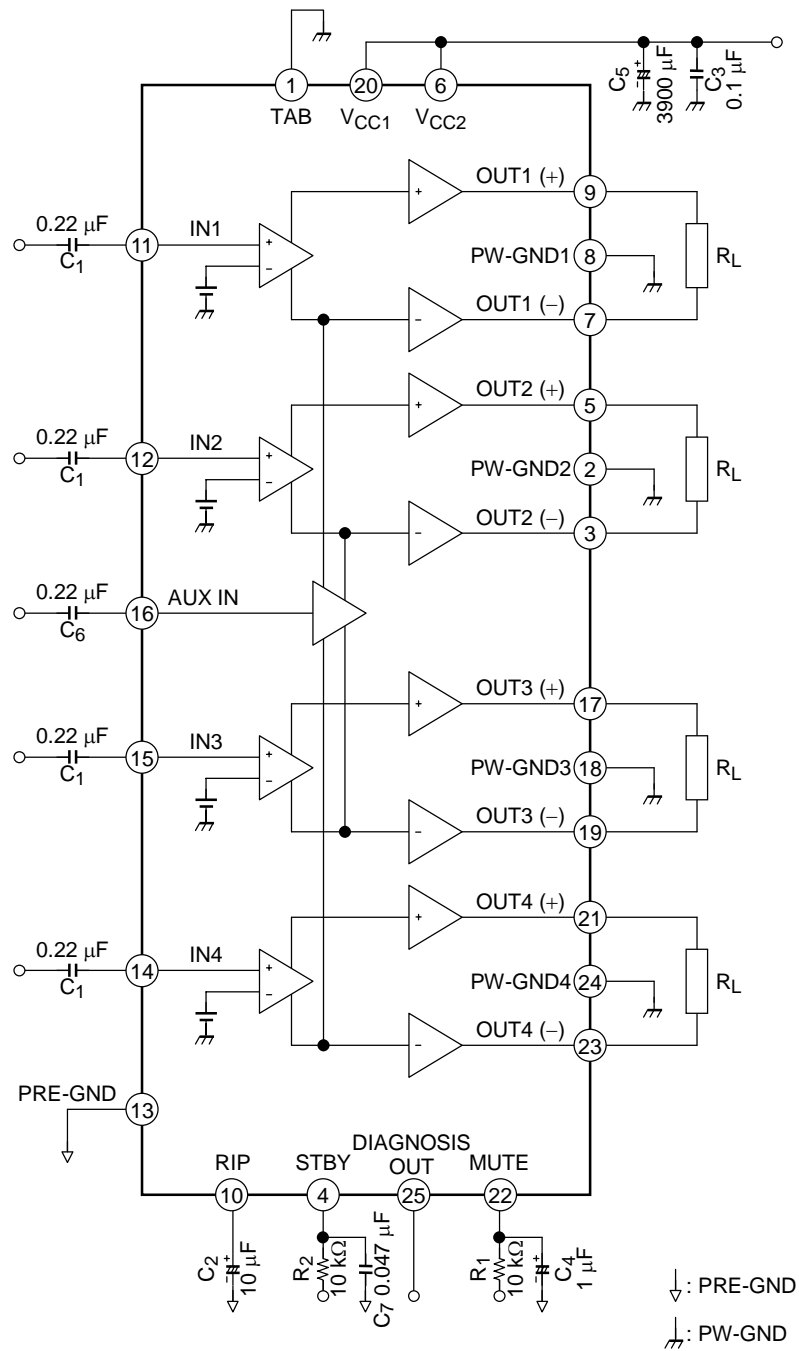 C5
3900 µF
C3
0.1 µF
1
20
6
TAB
VCC1
VCC2
OUT1 (+)
9
0.22 µF
IN1
11
C1
+
−
+
PW-GND1
8
RL
OUT1 (−)
−
7
OUT2 (+)
+
5
0.22 µF
IN2
12
C1
+
−
PW-GND2
2
RL
OUT2 (−)
−
3
0.22 µF
AUX IN
16
C6
OUT3 (+)
+
17
0.22 µF
IN3
15
C1
+
−
PW-GND3
18
RL
OUT3 (−)
−
19
OUT4 (+)
+
21
0.22 µF
IN4
14
C1
+
−
PW-GND4
24
RL
OUT4 (−)
−
23
PRE-GND
13
RIP
STBY
DIAGNOSIS
OUT
MUTE
10
4
25
22
C2
10 µF
R2
10 kΩ
C7 0.047 µF
R1
10 kΩ
C4
1 µF
: PRE-GND
: PW-GND